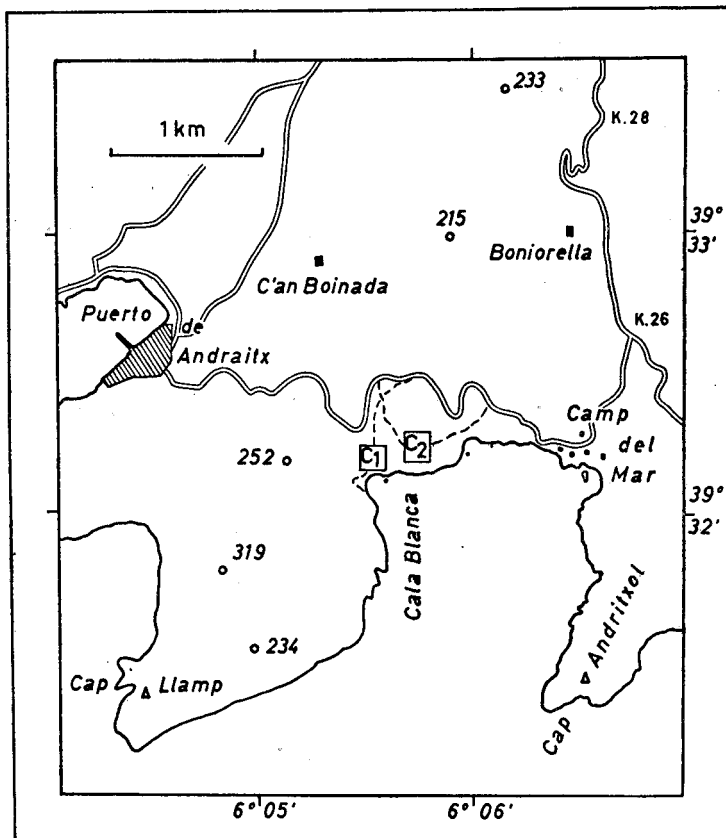 233
1 km
K.28
215
39°
33'
Boniorella
C'an Boinada
Puerto
de
Andraitx
K.26
Camp
del
Mar
252
C1
C2
39°
32'
Cala Blanca
319
234
Cap Llamp
Cap Andritxol
6°05'
6°06'